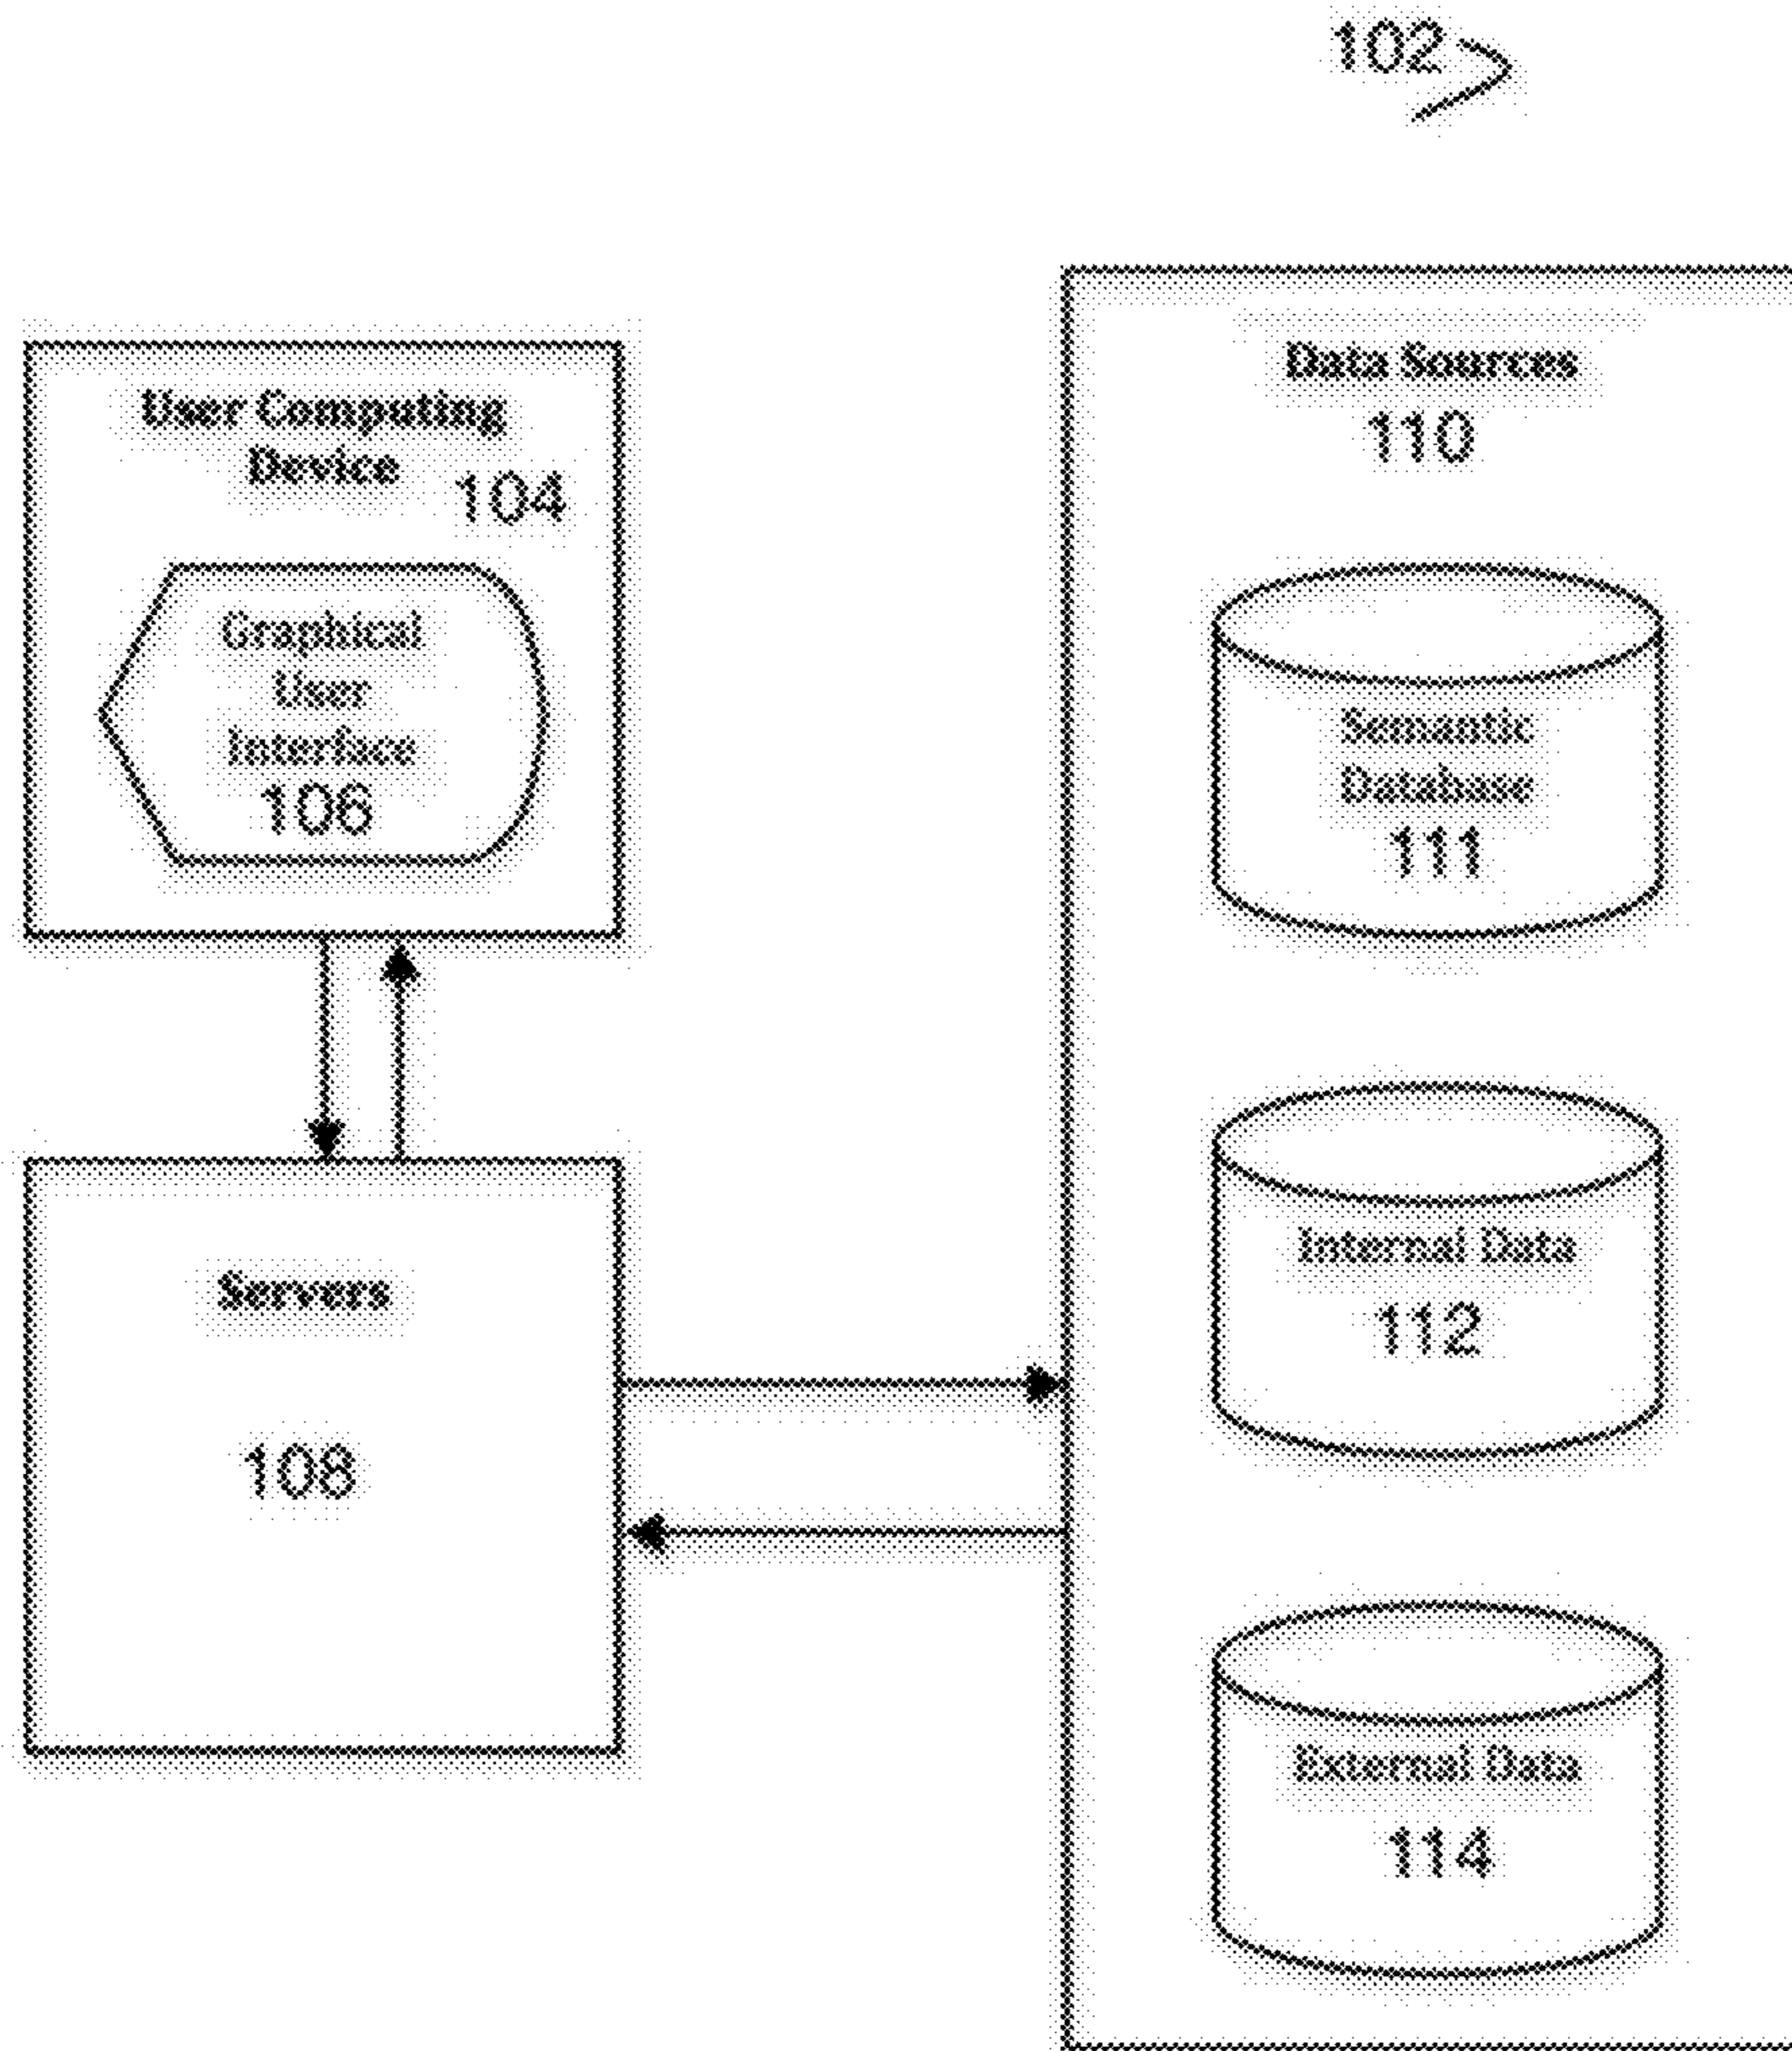 102
User Computing
Device
104
Graphical
User
Interface
106
Servers
108
Data Sources
110
Semantic
Database
111
Internal Data
112
External Data
114